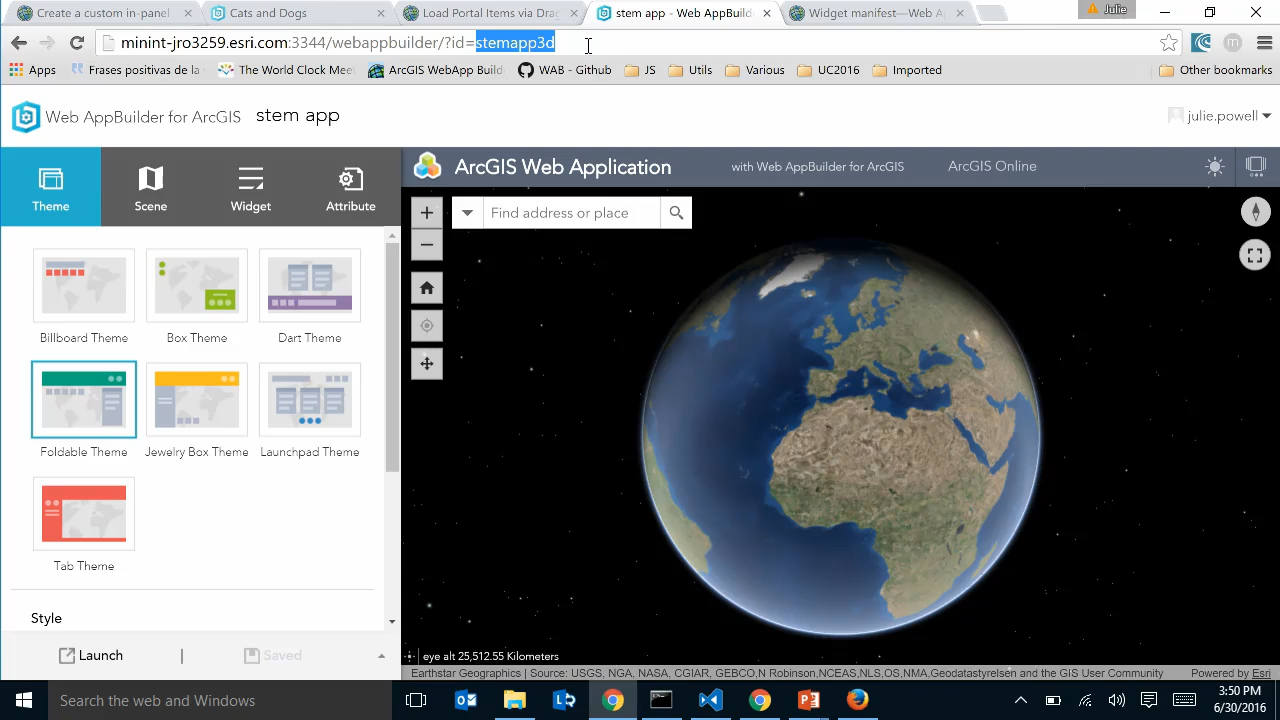 Create a custom in-panel
Cats and Dogs
Load Portal Items via Drac
stem app - Web AppBuild
Widget manifest—Web A
Julie
minint-jro3259.esri.com:3344/webappbuilder/?id=stemapp3d
Apps
Frases positivas de la
The World Clock Mee
ArcGIS WebApp Build
WAB - Github
JS
Utils
Various
UC2016
Imported
Other bookmarks
Web AppBuilder for ArcGIS
stem app
julie.powell
Theme
Scene
Widget
Attribute
ArcGIS Web Application
with Web AppBuilder for ArcGIS
ArcGIS Online
Find address or place
Billboard Theme
Box Theme
Dart Theme
Foldable Theme
Jewelry Box Theme
Launchpad Theme
Tab Theme
Style
Launch
|
Saved
eye alt 25,512.55 Kilometers
Earthstar Geographics | Source: USGS, NGA, NASA, CGIAR, GEBCO,N Robinson,NCEAS,NLS,OS,NMA,Geodatastyrelsen and the GIS User Community
Powered by Esri
Search the web and Windows
3:50 PM
6/30/2016